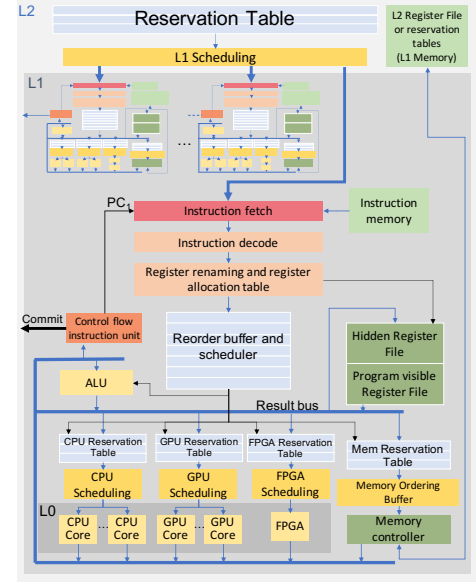 L2
Reservation Table
L2 Register File
or reservation
tables
(L1 Memory)
L1 Scheduling
L1
...
PC1
Instruction fetch
Instruction
memory
Instruction decode
Register renaming and register
allocation table
Commit
Control flow
instruction unit
Reorder buffer and
scheduler
Hidden Register
File
Program visible
Register File
ALU
Result bus
CPU Reservation
Table
GPU Reservation
Table
FPGA Reservation
Table
Mem Reservation
Table
CPU
Scheduling
GPU
Scheduling
FPGA
Scheduling
Memory Ordering
Buffer
L0
CPU
Core
...
CPU
Core
GPU
Core
...
GPU
Core
FPGA
Memory
controller